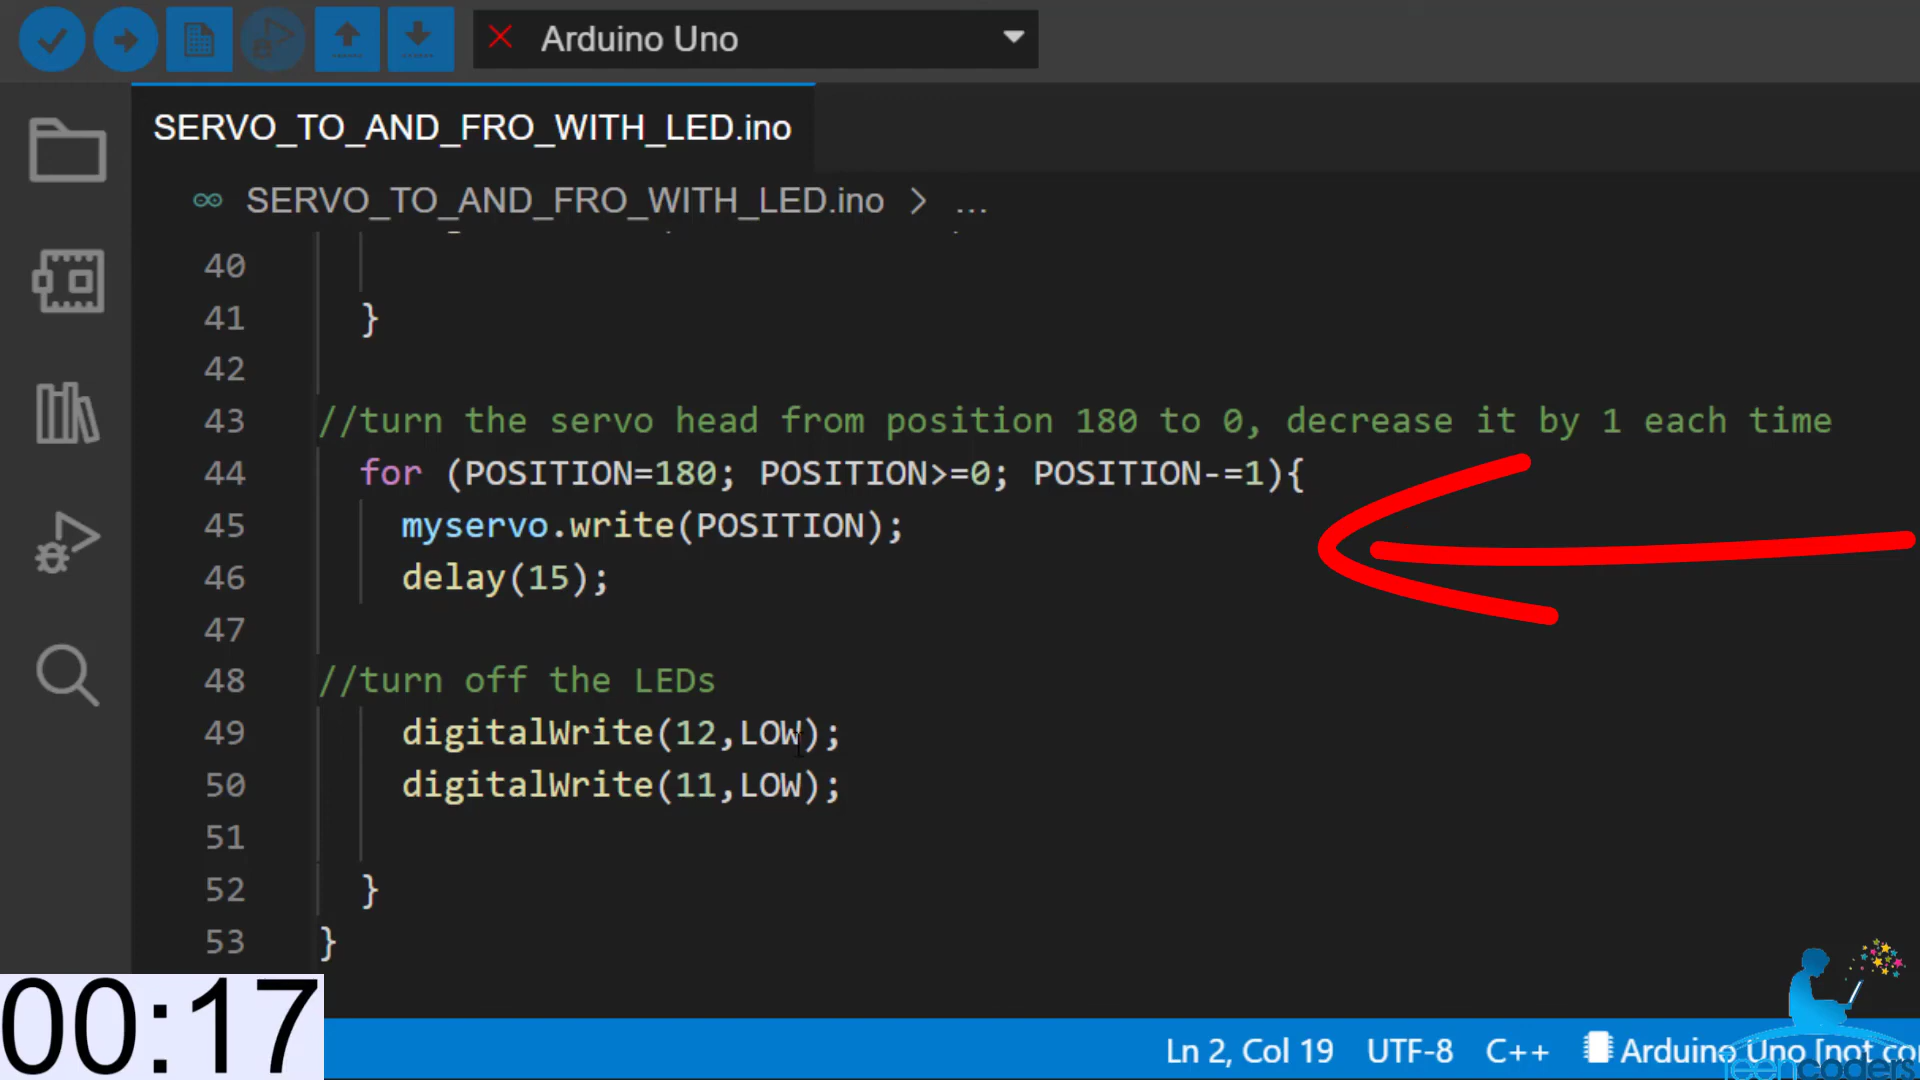 Arduino Uno
SERVO_TO_AND_FRO_WITH_LED.ino
SERVO_TO_AND_FRO_WITH_LED.ino > ...
40
41 }
42
43 //turn the servo head from position 180 to 0, decrease it by 1 each time
44 for (POSITION=180; POSITION>=0; POSITION-=1){
45 myservo.write(POSITION);
46 delay(15);
47
48 //turn off the LEDs
49 digitalWrite(12,LOW);
50 digitalWrite(11,LOW);
51
52 }
53 }
00:17
Ln 2, Col 19 UTF-8 C++ Arduino Uno [not co
teencoders